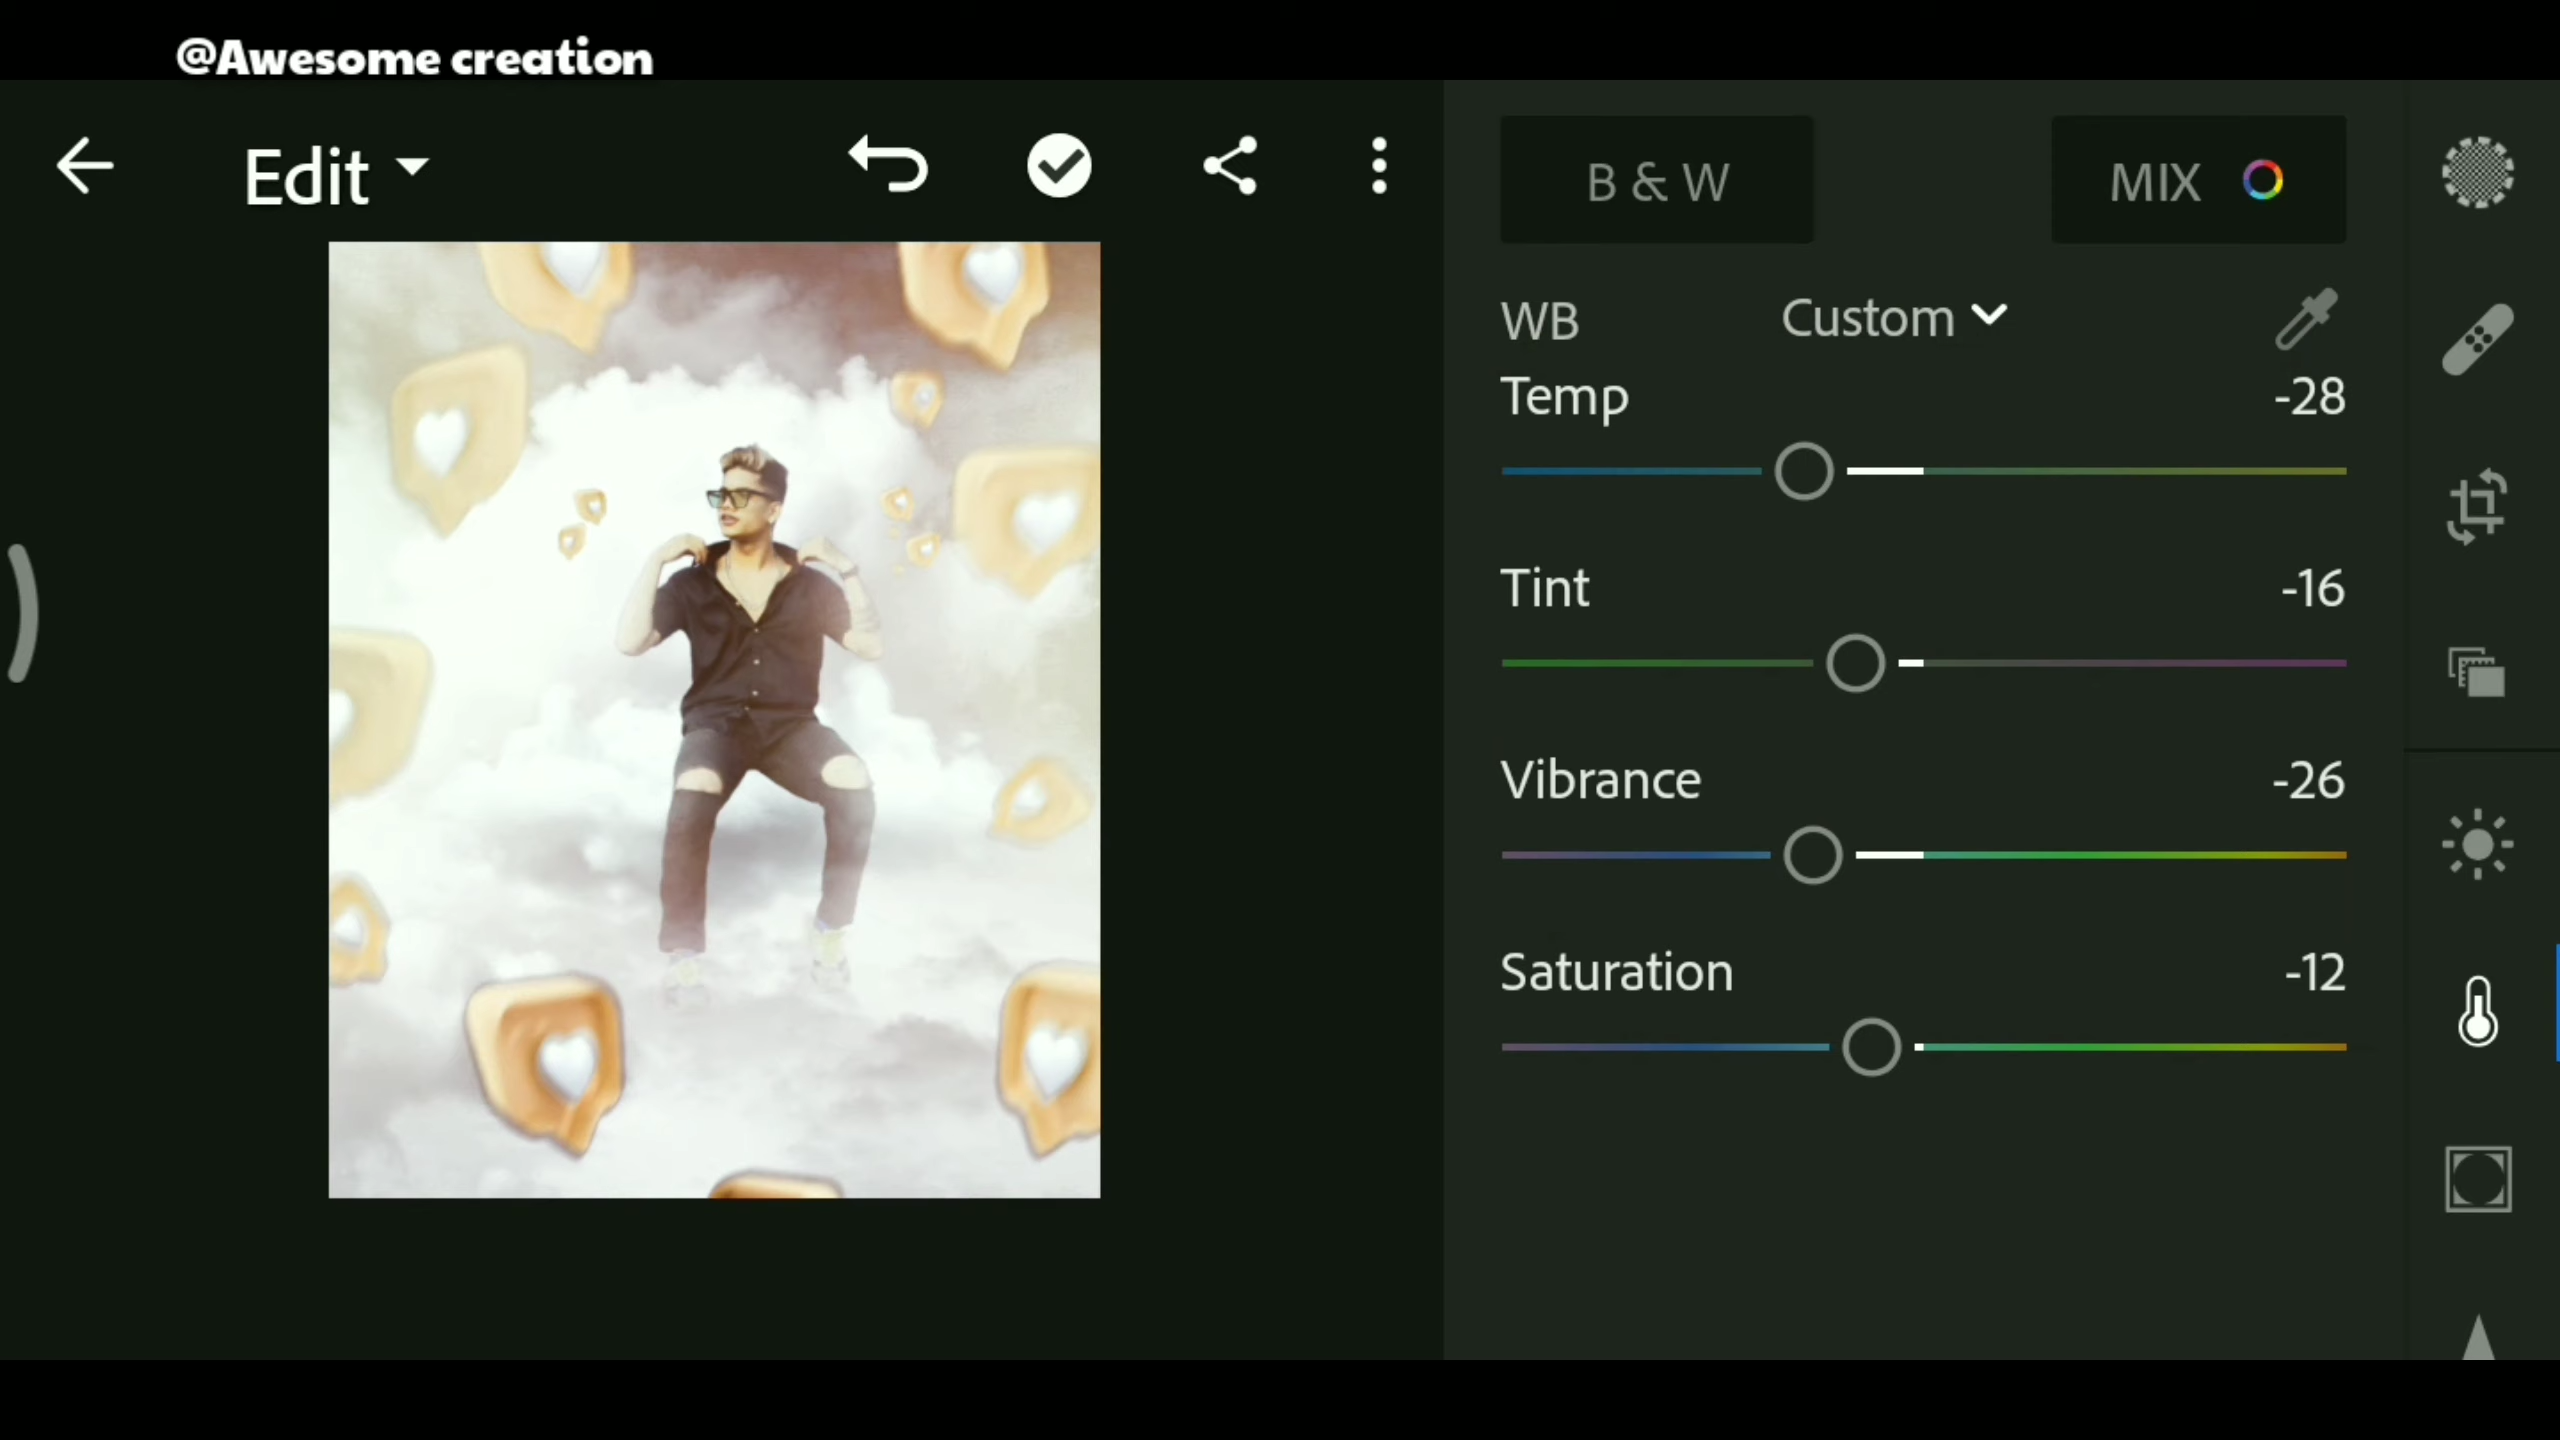 @Awesome creation
Edit
B & W
MIX
WB
Custom
Temp
-28
Tint
-16
Vibrance
-26
Saturation
-12